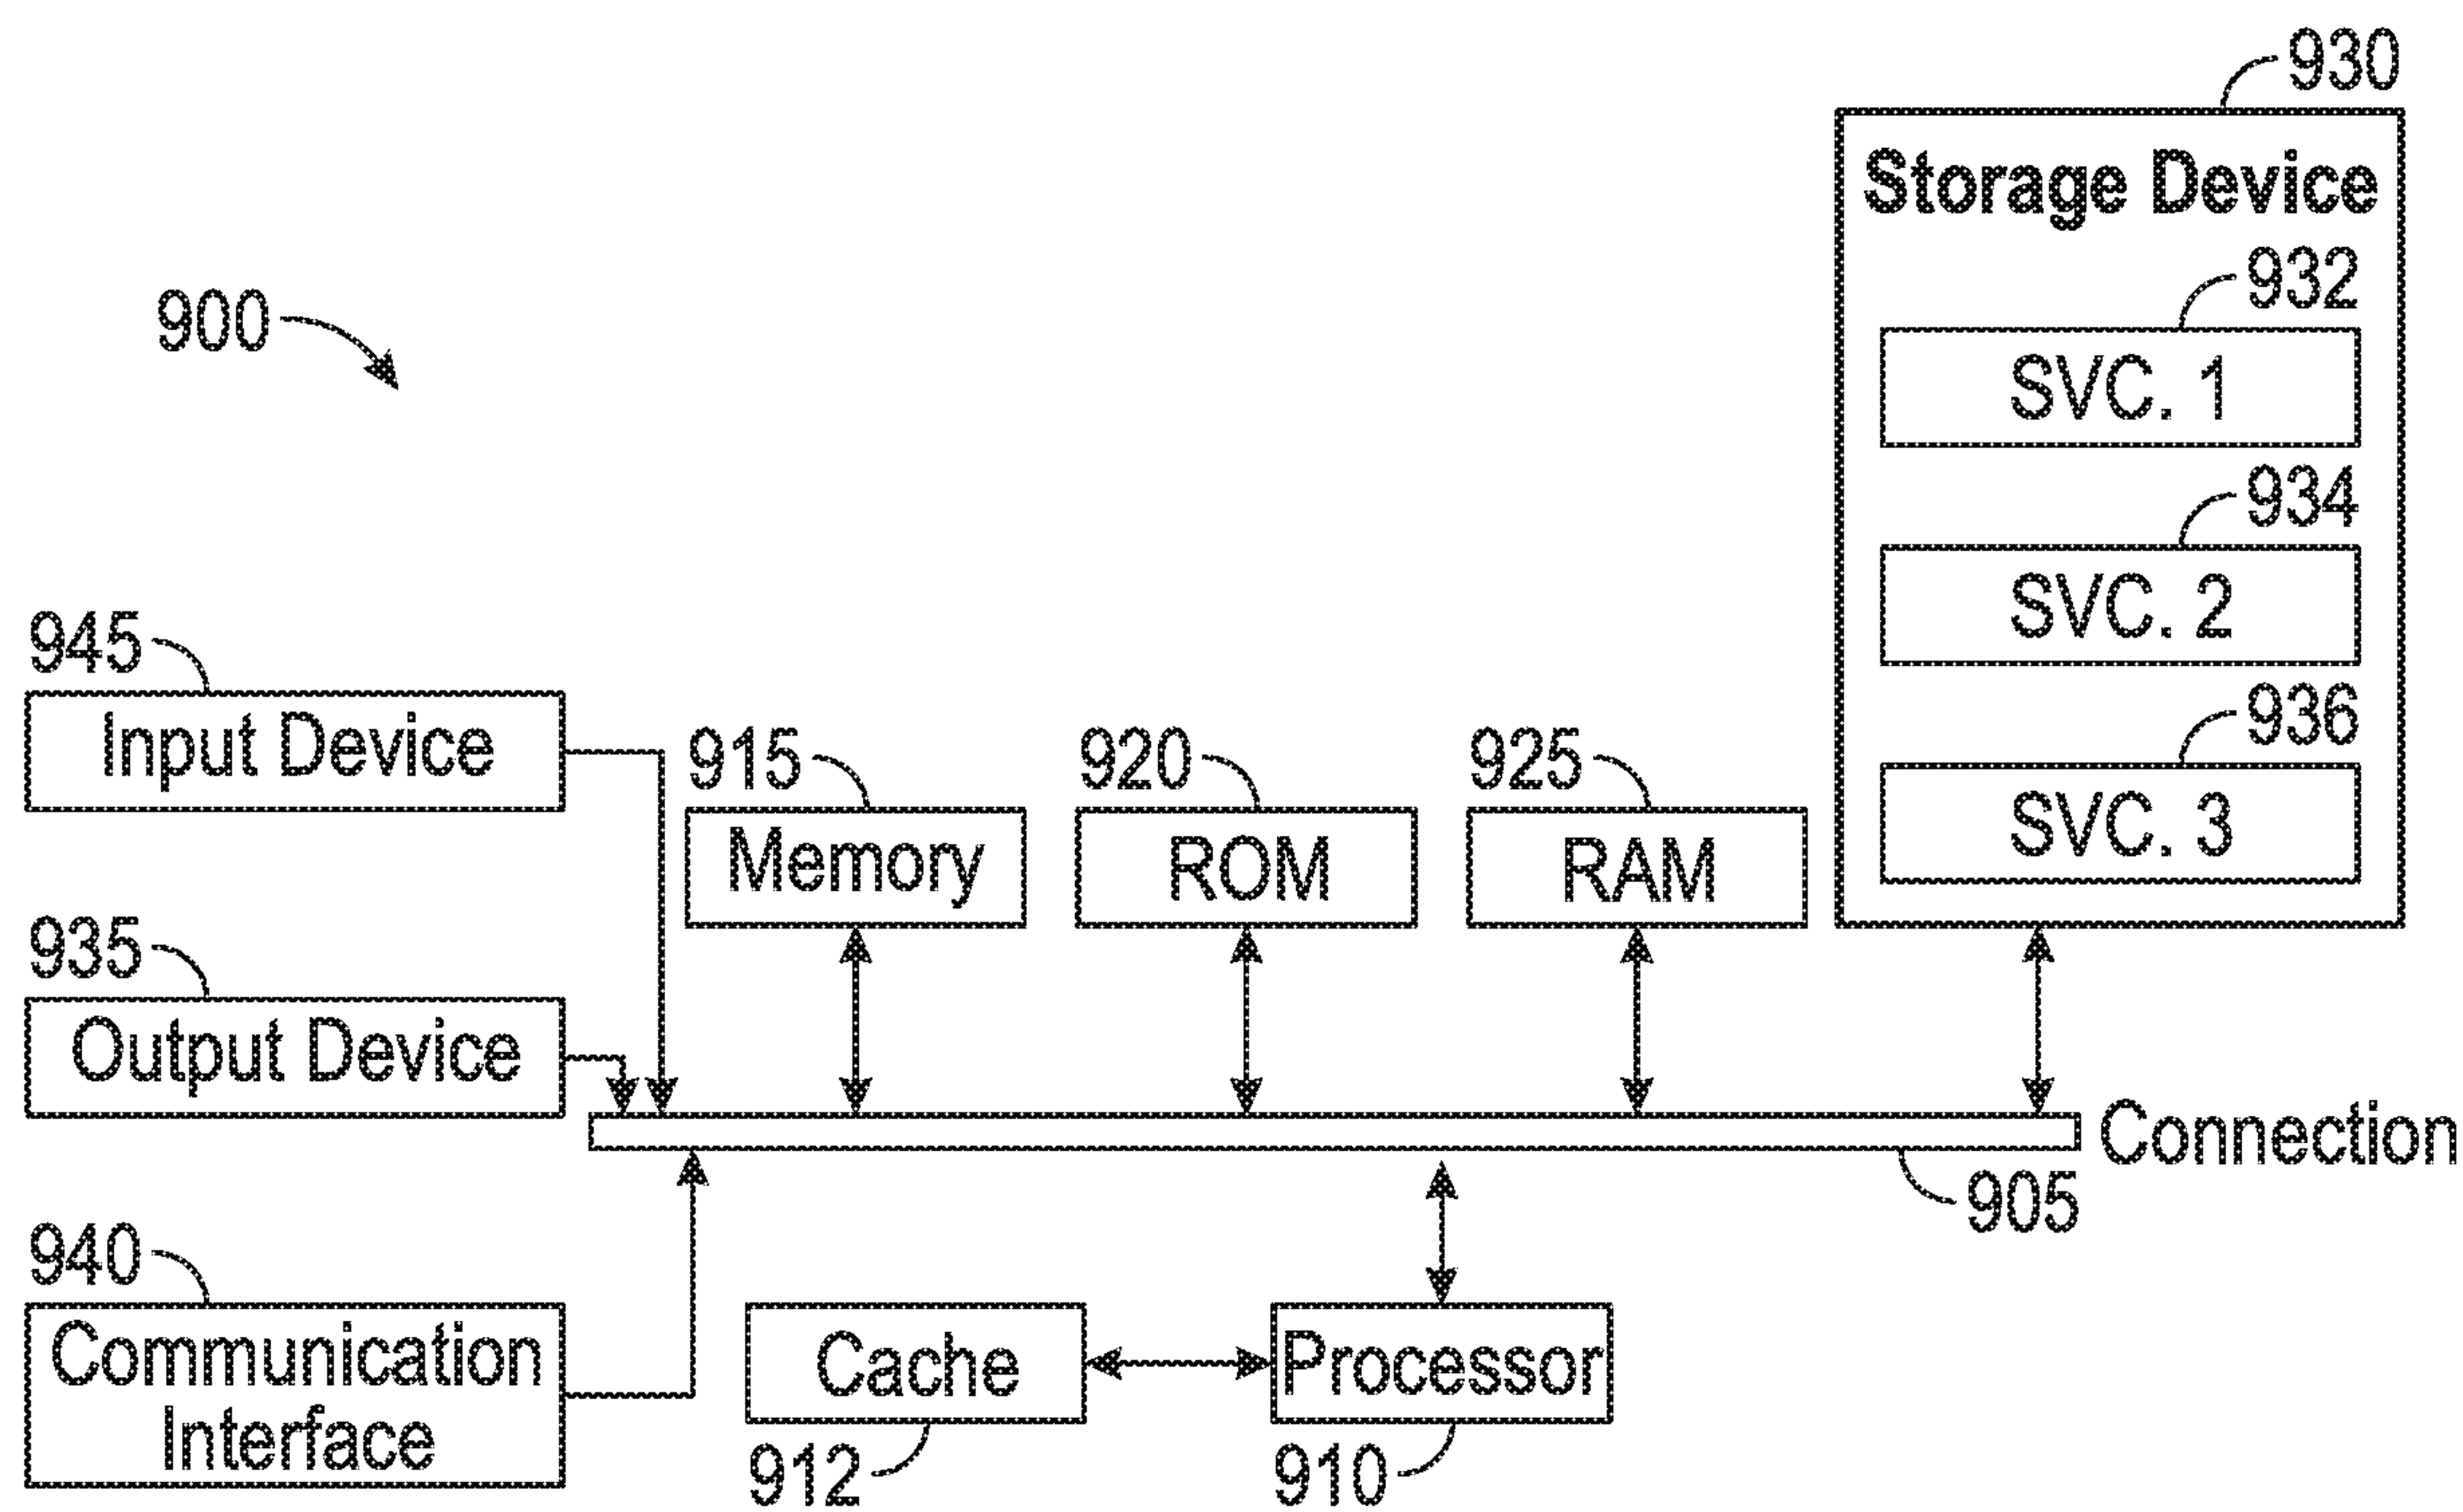 930
Storage Device
932
SVC. 1
900
934
SVC. 2
945
Input Device
936
SVC. 3
915
Memory
920
ROM
925
RAM
935
Output Device
Connection
905
940
Communication
Interface
Cache
912
Processor
910